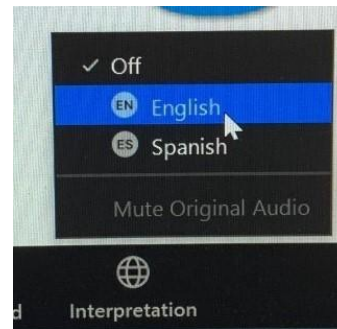 Off
EN English
ES Spanish
Mute Original Audio
Interpretation